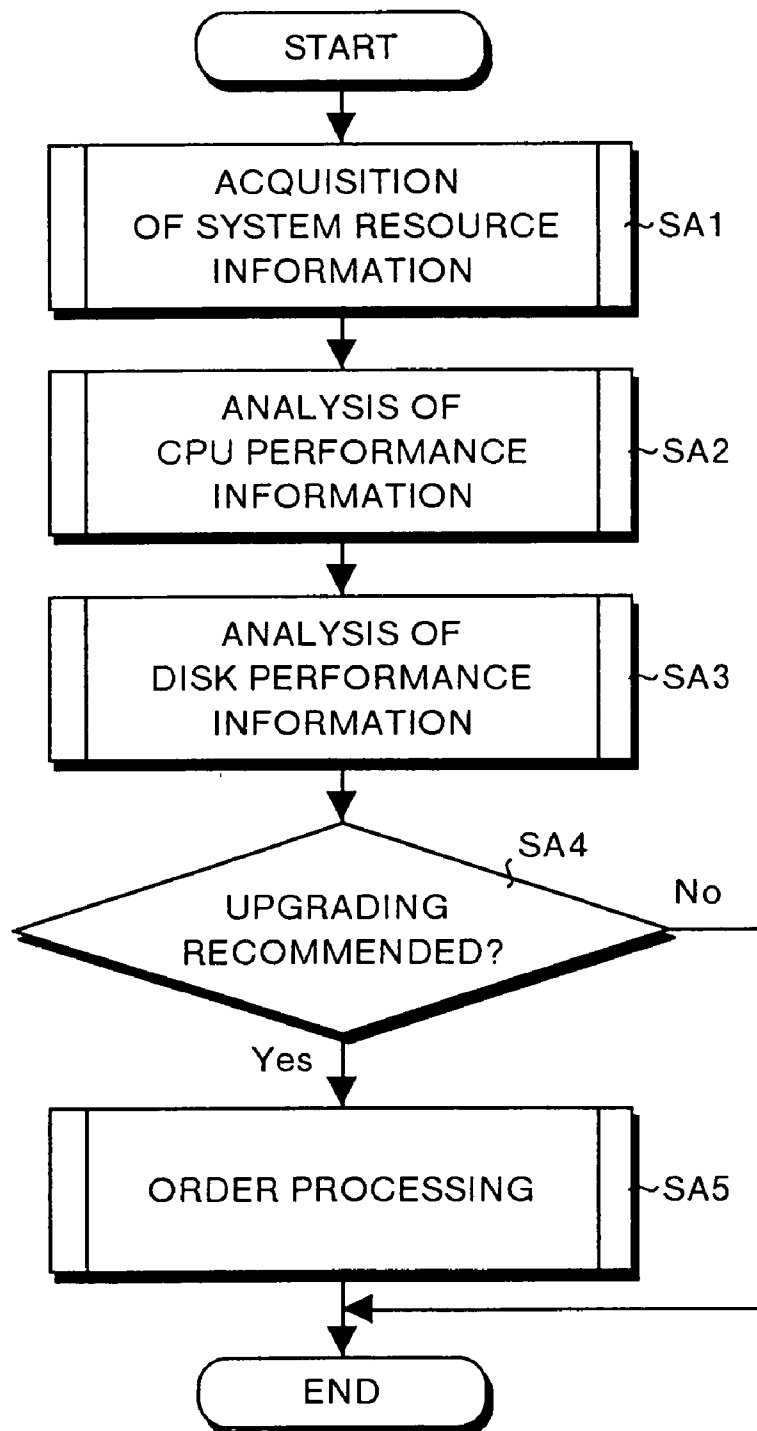 START
ACQUISITION
OF SYSTEM RESOURCE
INFORMATION
SA1
ANALYSIS OF
CPU PERFORMANCE
INFORMATION
SA2
ANALYSIS OF
DISK PERFORMANCE
INFORMATION
SA3
SA4
UPGRADING
RECOMMENDED?
No
Yes
ORDER PROCESSING
SA5
END